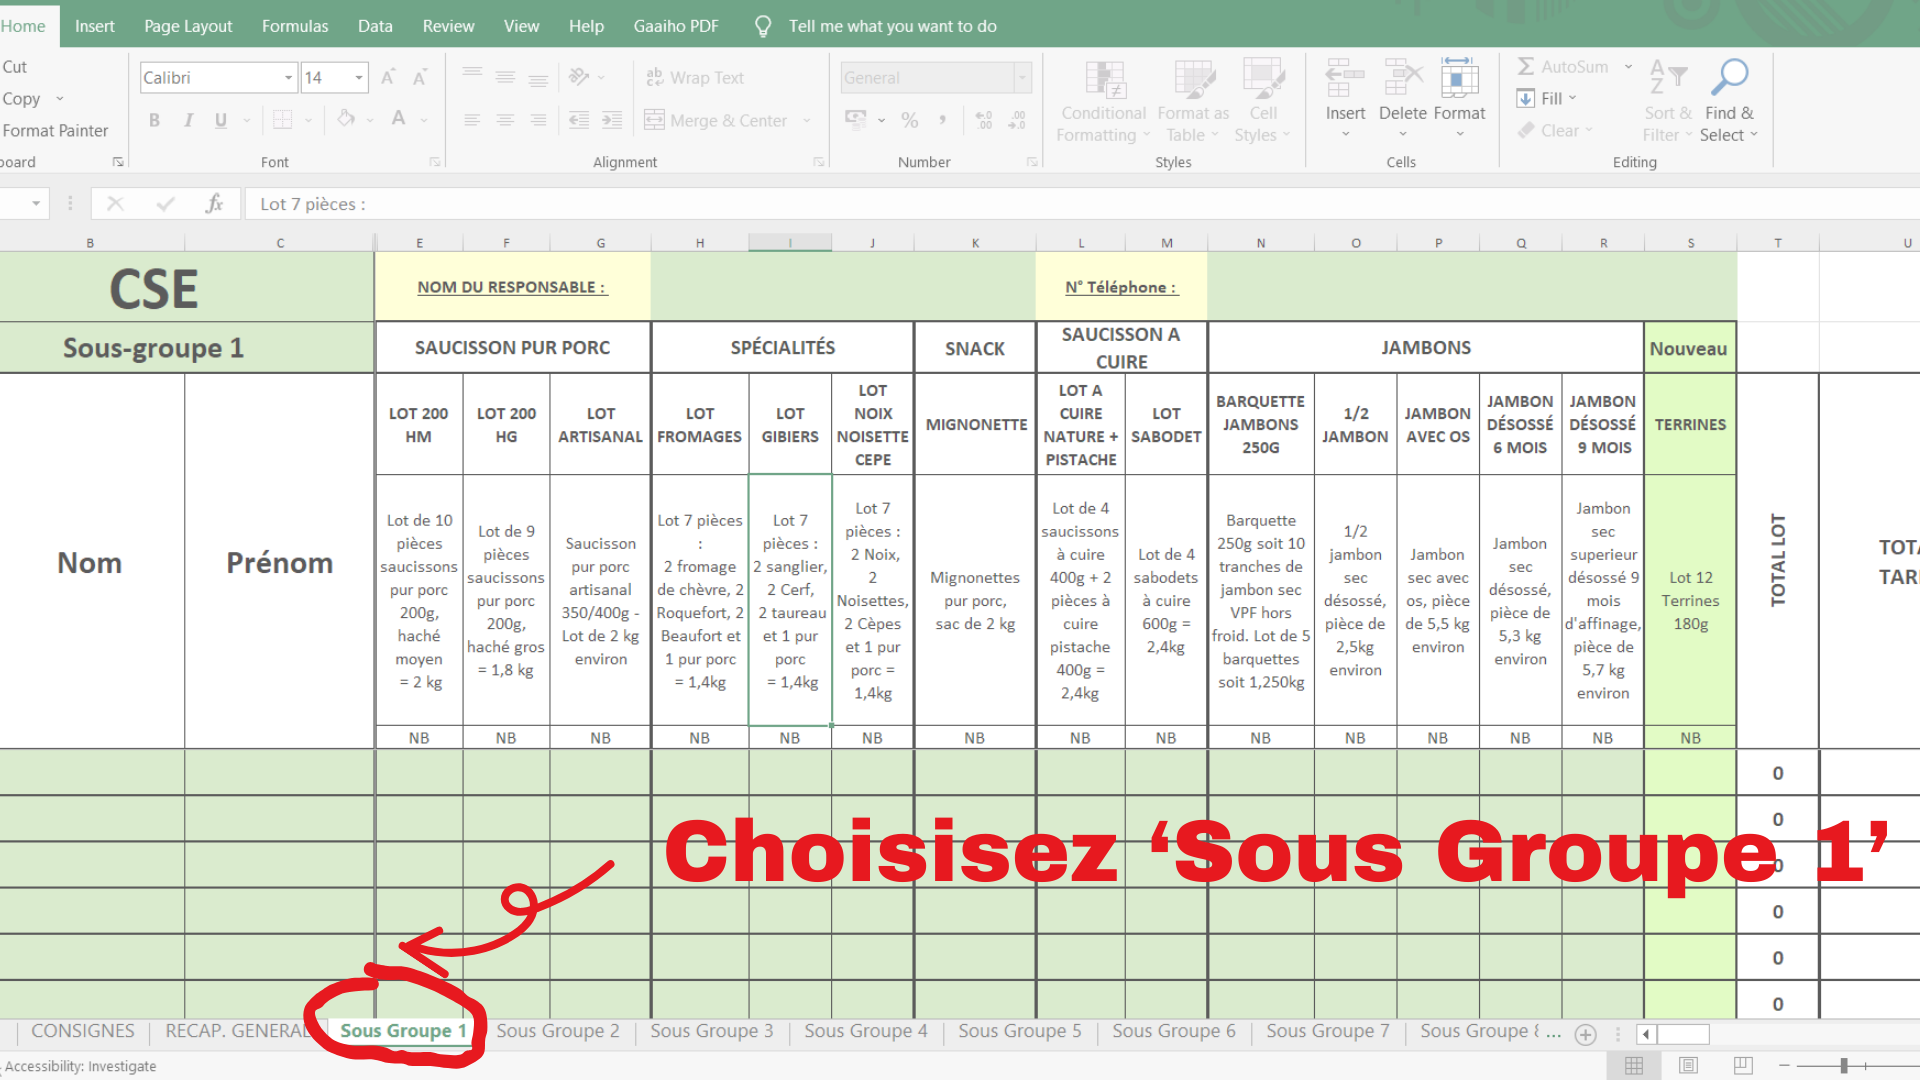 Home Insert Page Layout Formulas Data Review View Help Gaaiho PDF Tell me what you want to do
Cut
Copy
Format Painter
board
Calibri 14
A A
B I U A
Font
ab Wrap Text
Merge & Center
Alignment
General
% ,
Number
Conditional Formatting
Format as Table
Cell Styles
Styles
Insert Delete Format
Cells
Σ AutoSum
Fill
Clear
Sort & Filter
Find & Select
Editing
fx Lot 7 pièces :
B C E F G H I J K L M N O P Q R S T U
CSE
NOM DU RESPONSABLE :
N° Téléphone :
Sous-groupe 1
SAUCISSON PUR PORC
SPÉCIALITÉS
SNACK
SAUCISSON A
CUIRE
JAMBONS
Nouveau
Nom
Prénom
LOT 200
HM
LOT 200
HG
LOT
ARTISANAL
LOT
FROMAGES
LOT
GIBIERS
LOT
NOIX
NOISETTE
CEPE
MIGNONETTE
LOT A
CUIRE
NATURE +
PISTACHE
LOT
SABODET
BARQUETTE
JAMBONS
250G
1/2
JAMBON
JAMBON
AVEC OS
JAMBON
DÉSOSSÉ
6 MOIS
JAMBON
DÉSOSSÉ
9 MOIS
TERRINES
Lot de 10
pièces
saucissons
pur porc
200g,
haché
moyen
= 2 kg
Lot de 9
pièces
saucissons
pur porc
200g,
haché gros
= 1,8 kg
Saucisson
pur porc
artisanal
350/400g -
Lot de 2 kg
environ
Lot 7 pièces
:
2 fromage
de chèvre, 2
Roquefort, 2
Beaufort et
1 pur porc
= 1,4kg
Lot 7
pièces :
2 sanglier,
2 Cerf,
2 taureau
et 1 pur
porc
= 1,4kg
Lot 7
pièces :
2 Noix,
2
Noisettes,
2 Cèpes
et 1 pur
porc =
1,4kg
Mignonettes
pur porc,
sac de 2 kg
Lot de 4
saucissons
à cuire
400g + 2
pièces à
cuire
pistache
400g =
2,4kg
Lot de 4
sabodets
à cuire
600g =
2,4kg
Barquette
250g soit 10
tranches de
jambon sec
VPF hors
froid. Lot de 5
barquettes
soit 1,250kg
1/2
jambon
sec
désossé,
pièce de
2,5kg
environ
Jambon
sec avec
os, pièce
de 5,5 kg
environ
Jambon
sec
désossé,
pièce de
5,3 kg
environ
Jambon
sec
superieur
désossé 9
mois
d'affinage,
pièce de
5,7 kg
environ
Lot 12
Terrines
180g
TOTAL LOT
TOTA
TARI
NB NB NB NB NB NB NB NB NB NB NB NB NB NB NB
0
0
0
0
0
0
Choisisez ‘Sous Groupe 1’
CONSIGNES RECAP. GENERAL Sous Groupe 1 Sous Groupe 2 Sous Groupe 3 Sous Groupe 4 Sous Groupe 5 Sous Groupe 6 Sous Groupe 7 Sous Groupe 8 ...
Accessibility: Investigate